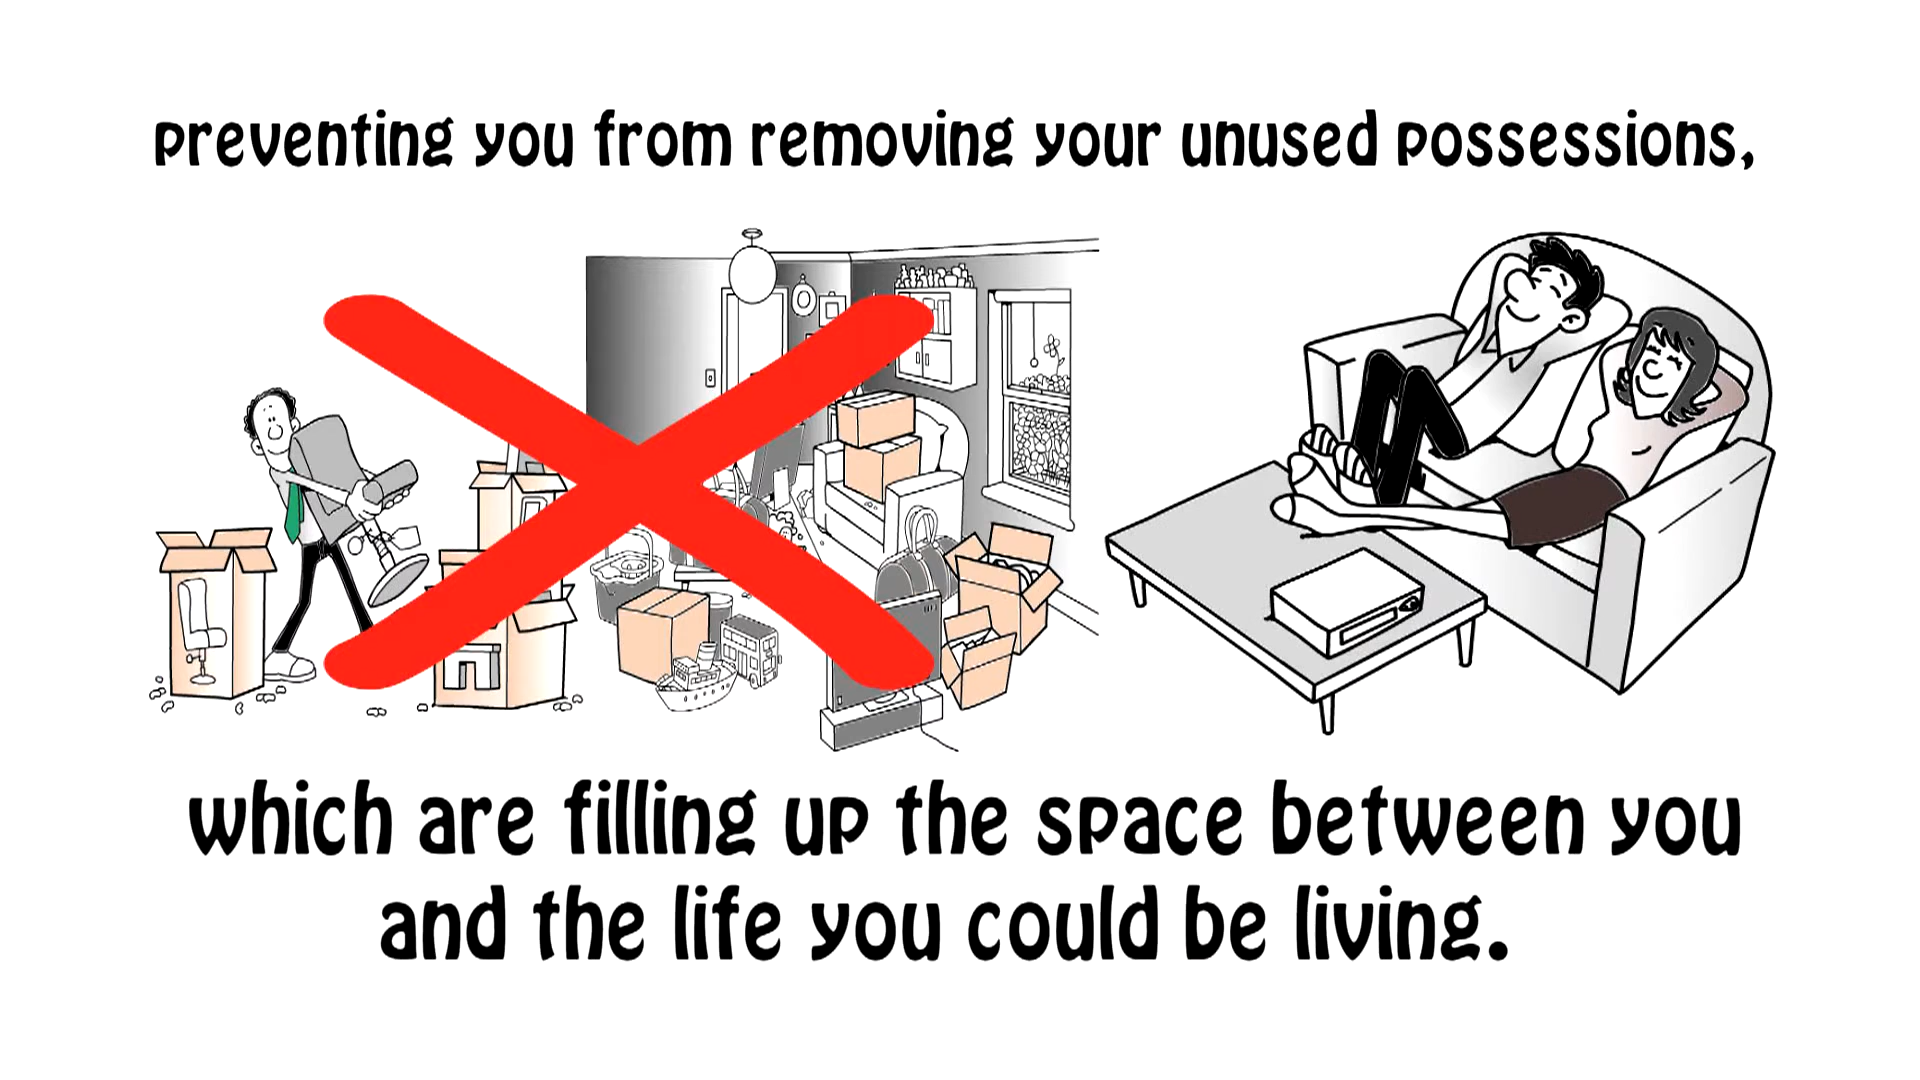 preventing you from removing your unused possessions,
which are filling up the space between you
and the life you could be living.